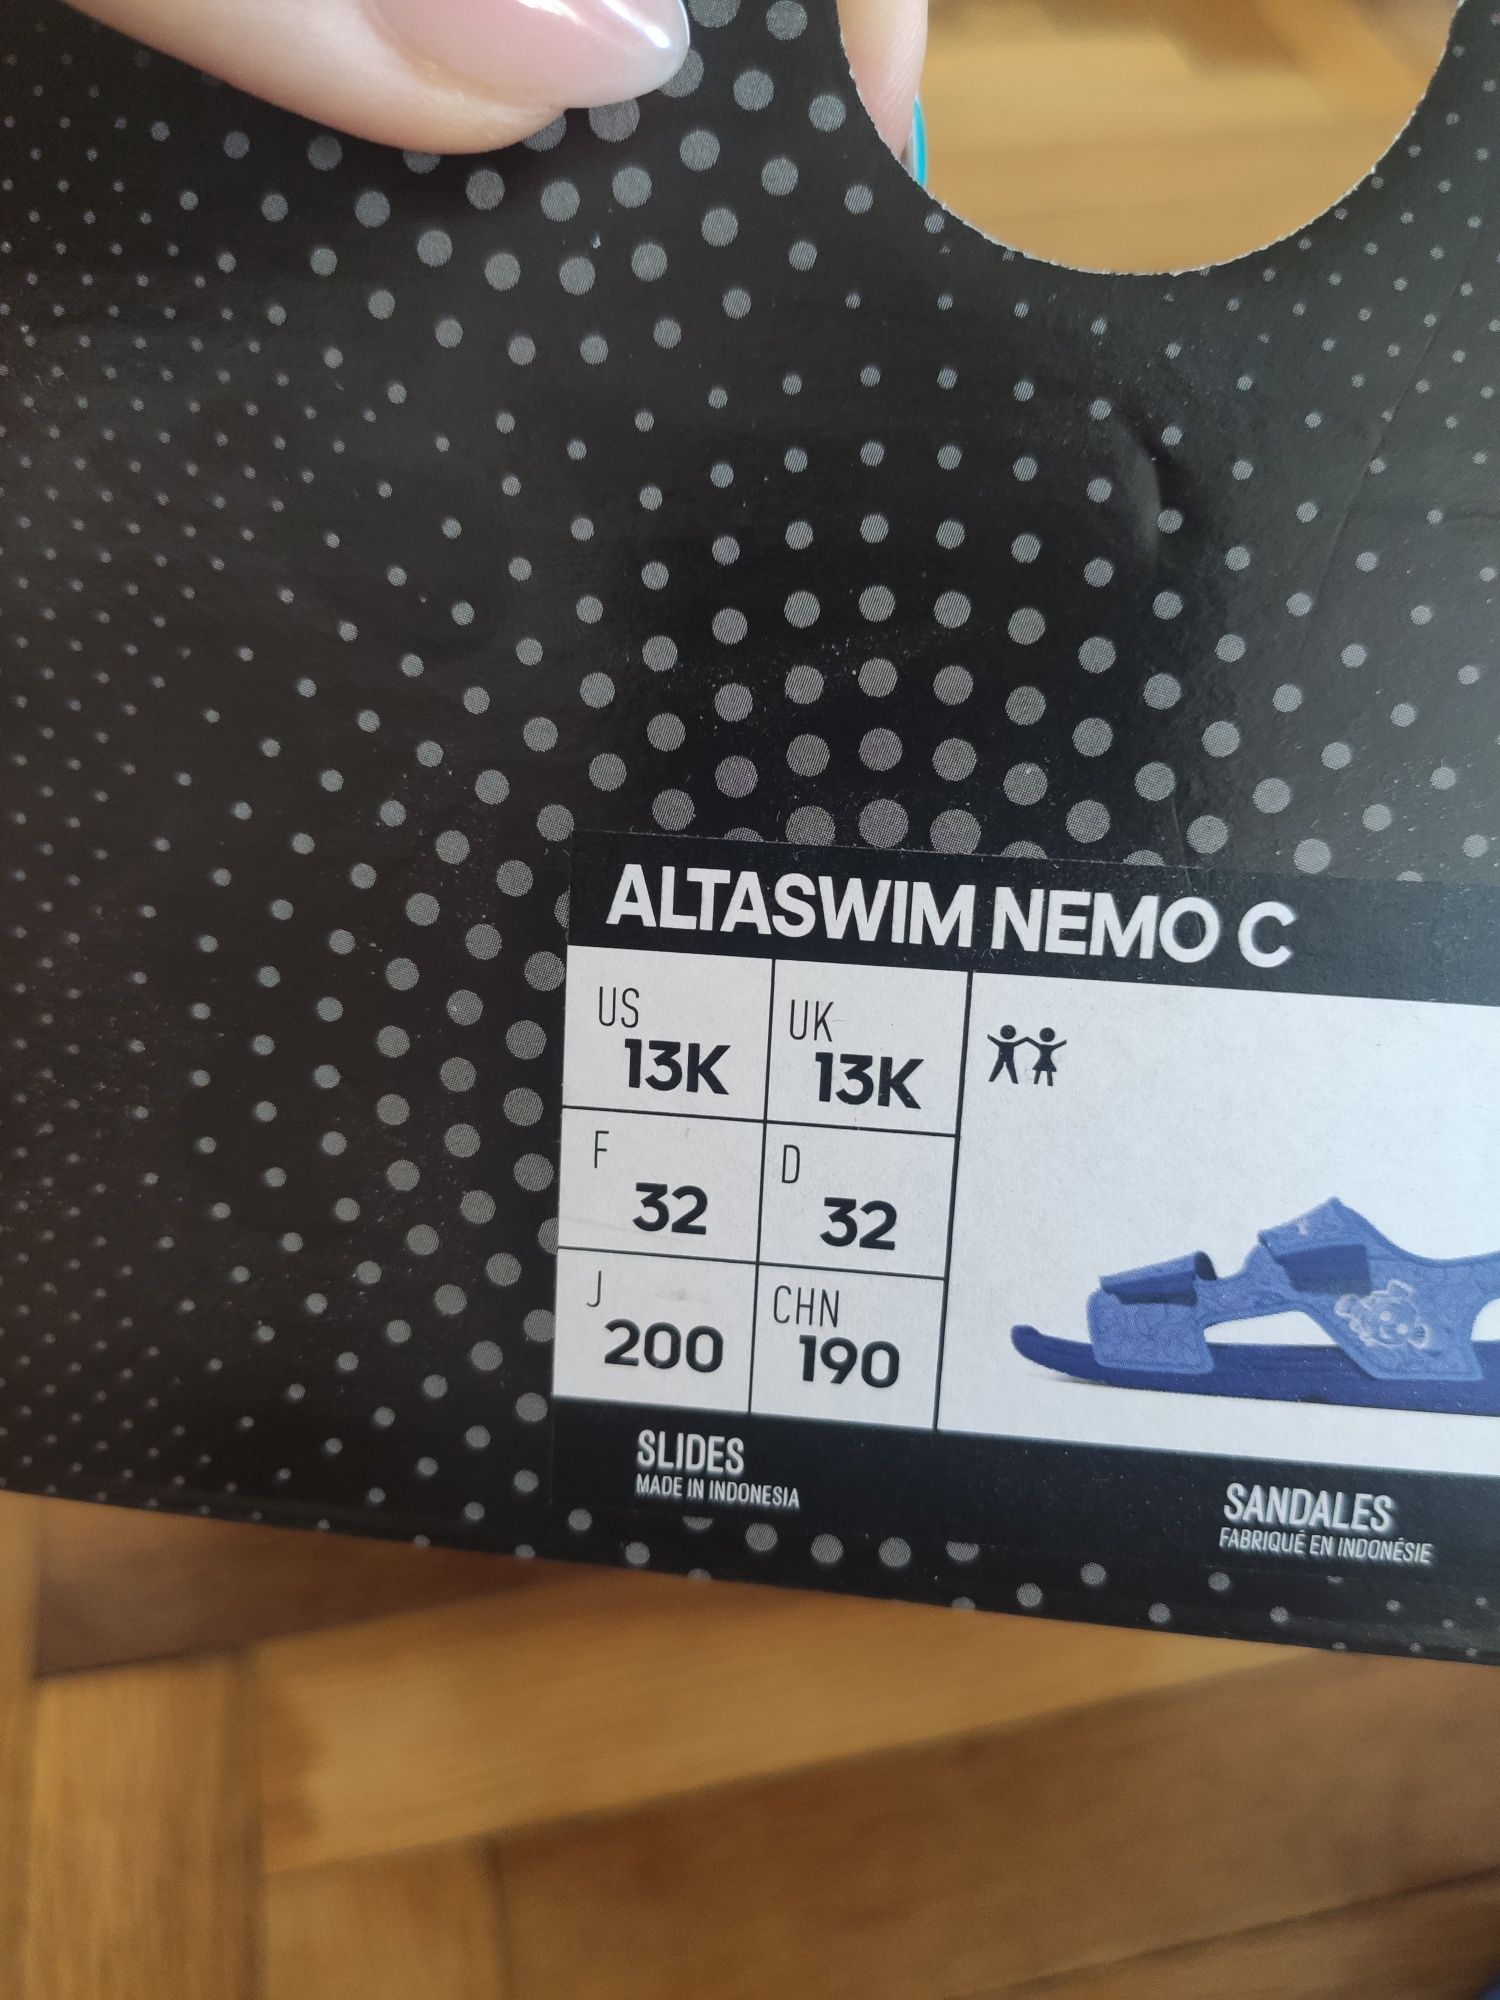 ALTASWIM NEMO C
US
13K
UK
13K
F
32
D
32
J
200
CHN
190
SLIDES
MADE IN INDONESIA
SANDALES
FABRIQUÉ EN INDONÉSIE